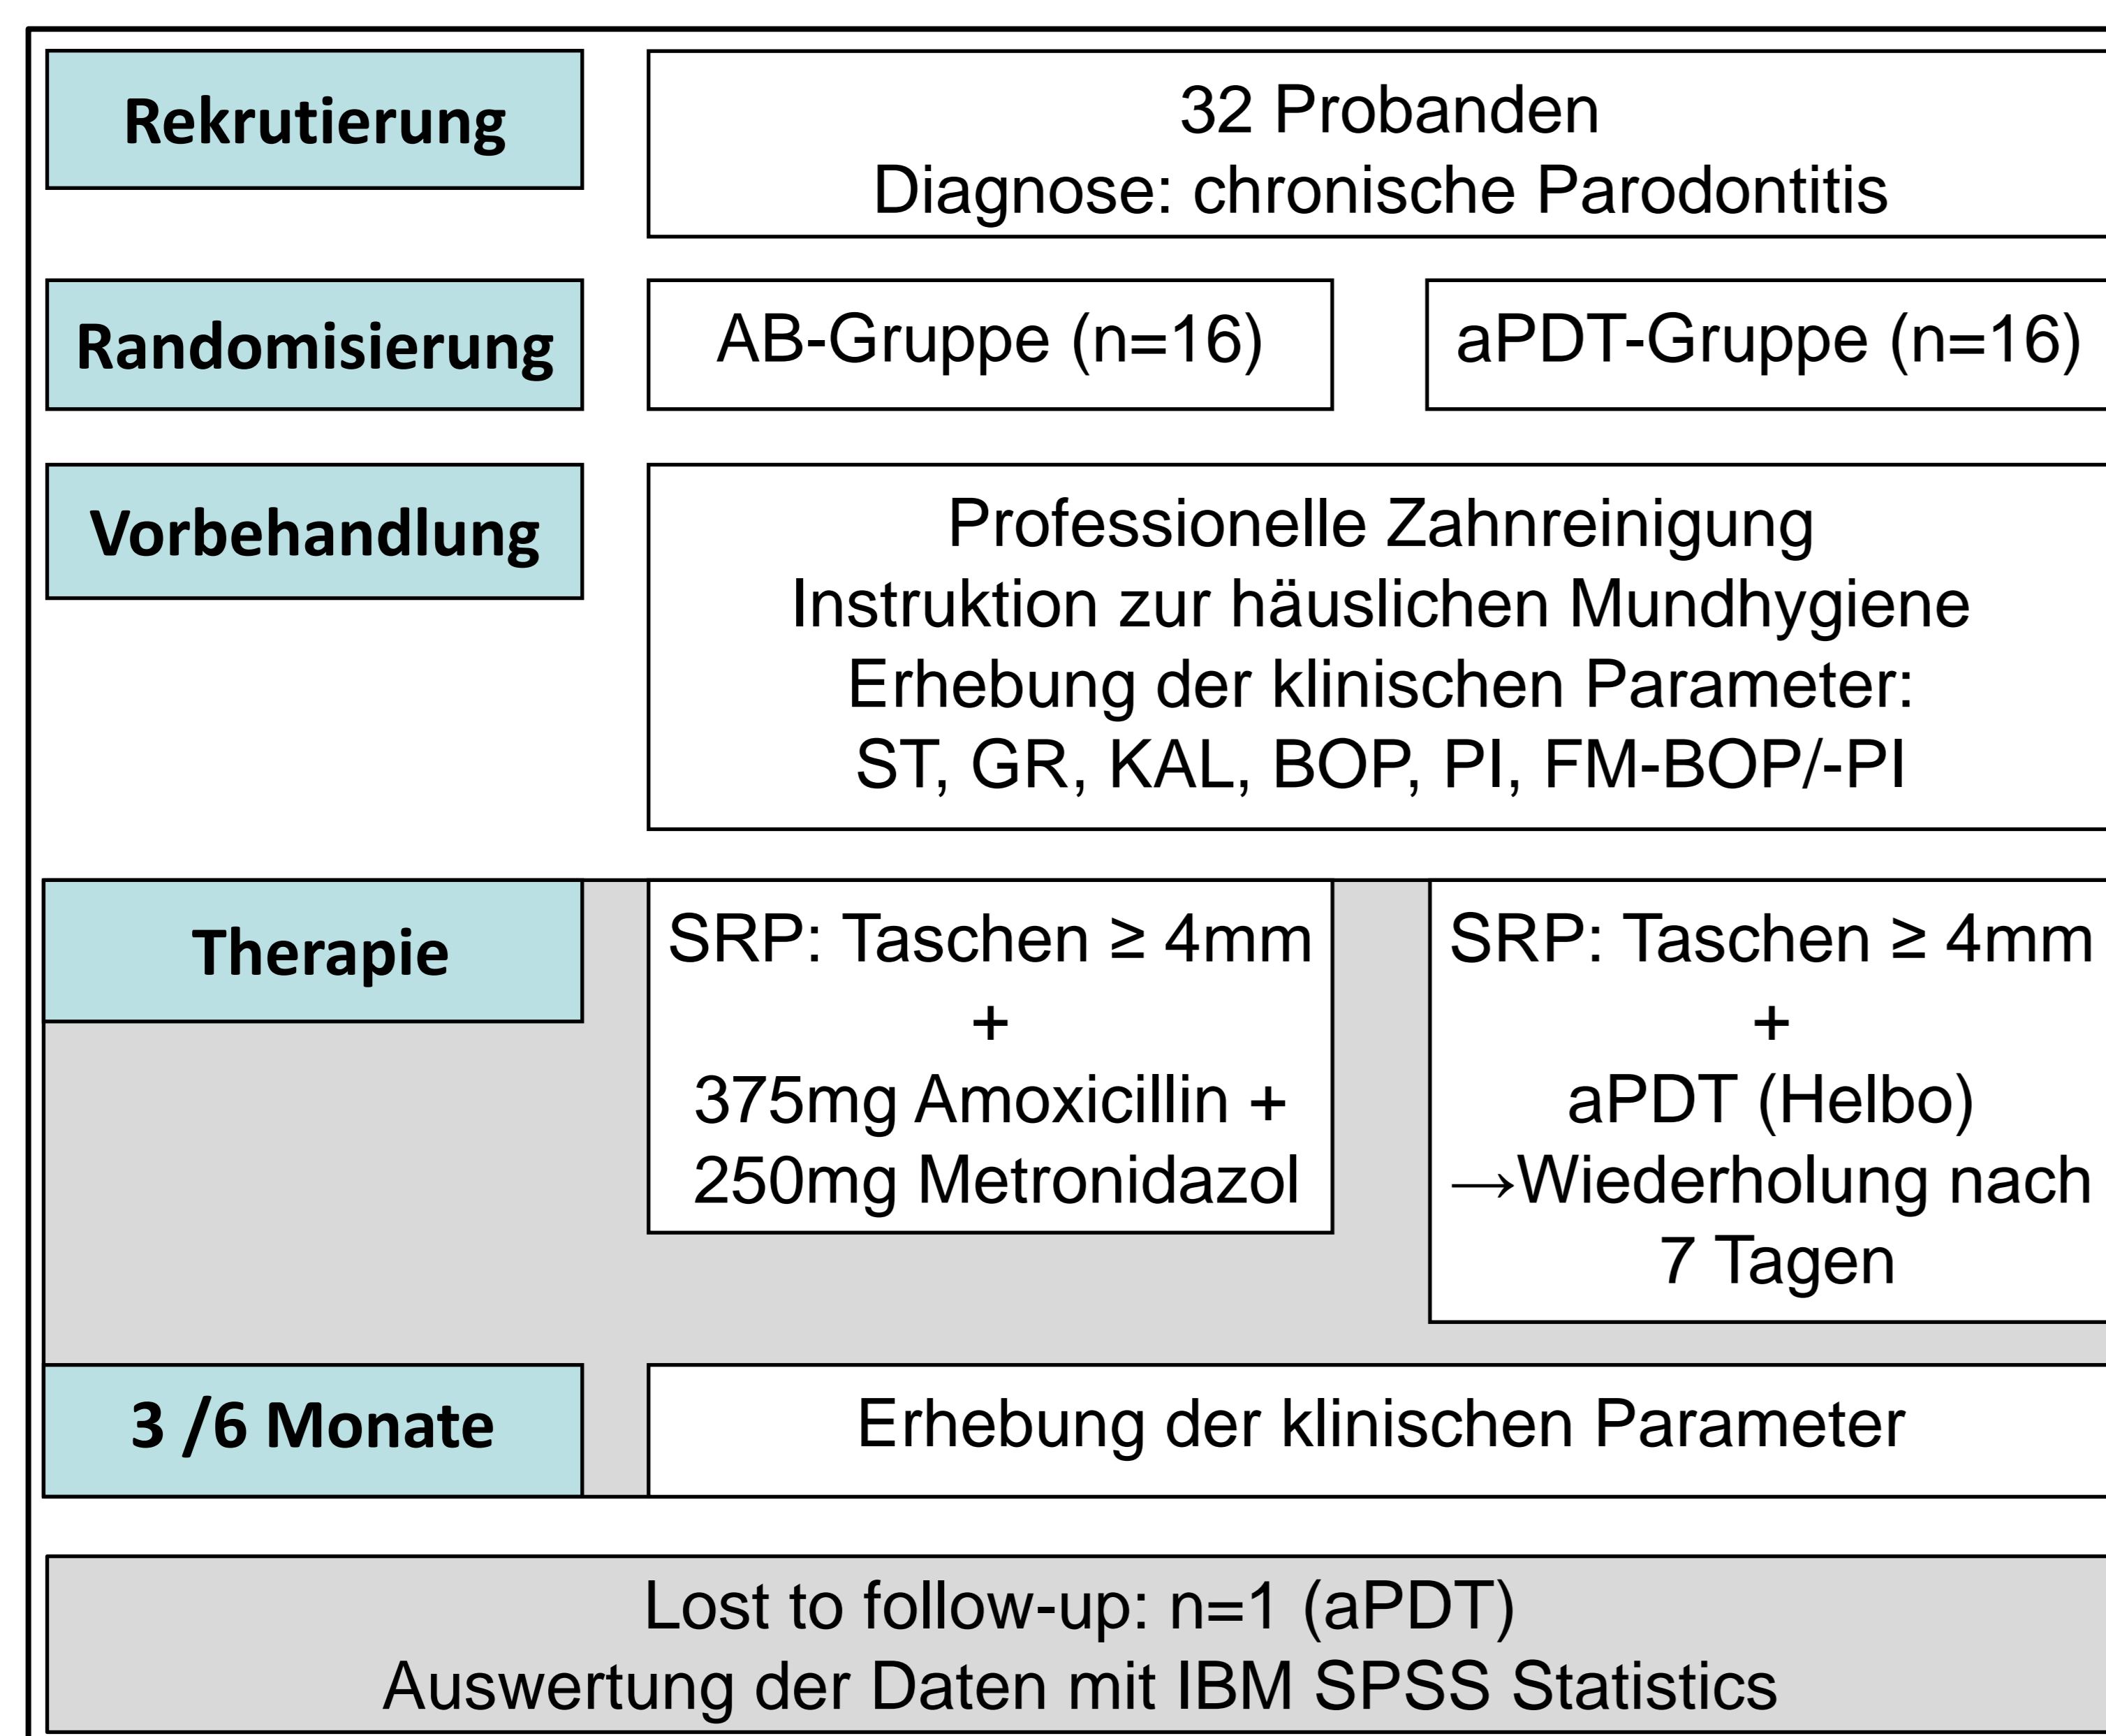 Rekrutierung
32 Probanden
Diagnose: chronische Parodontitis
Randomisierung
AB-Gruppe (n=16)
aPDT-Gruppe (n=16)
Vorbehandlung
Professionelle Zahnreinigung
Instruktion zur häuslichen Mundhygiene
Erhebung der klinischen Parameter:
ST, GR, KAL, BOP, PI, FM-BOP/-PI
Therapie
SRP: Taschen ≥ 4mm
+
375mg Amoxicillin +
250mg Metronidazol
SRP: Taschen ≥ 4mm
+
aPDT (Helbo)
→Wiederholung nach
7 Tagen
3 /6 Monate
Erhebung der klinischen Parameter
Lost to follow-up: n=1 (aPDT)
Auswertung der Daten mit IBM SPSS Statistics